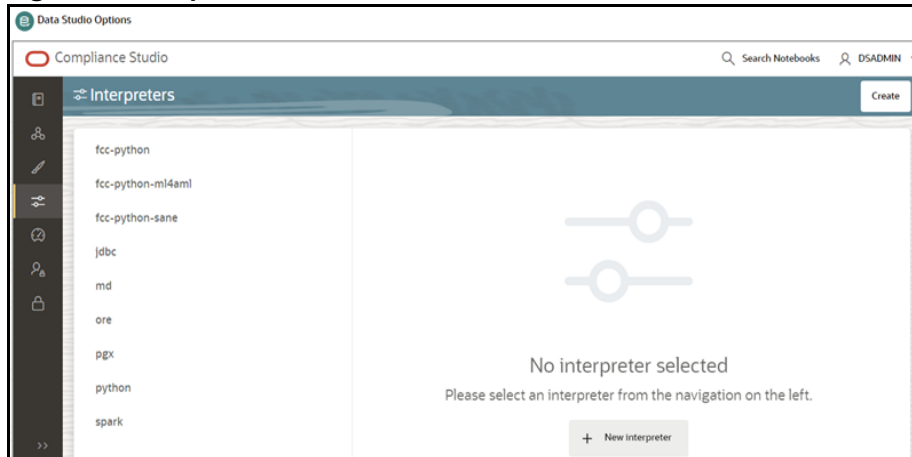 Data Studio Options
Compliance Studio
Search Notebooks
DSADMIN
Interpreters
Create
fcc-python
fcc-python-ml4aml
fcc-python-sane
jdbc
md
ore
pgx
python
spark
No interpreter selected
Please select an interpreter from the navigation on the left.
+ New interpreter
>>